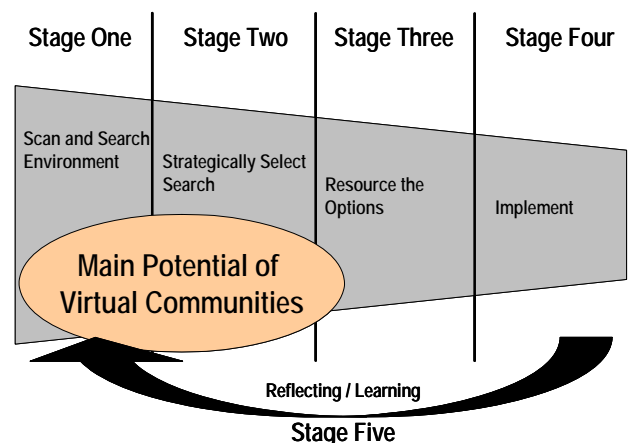 Stage One
Stage Two
Stage Three
Stage Four
Scan and Search
Environment
Strategically Select
Search
Resource the
Options
Implement
Main Potential of
Virtual Communities
Reflecting / Learning
Stage Five